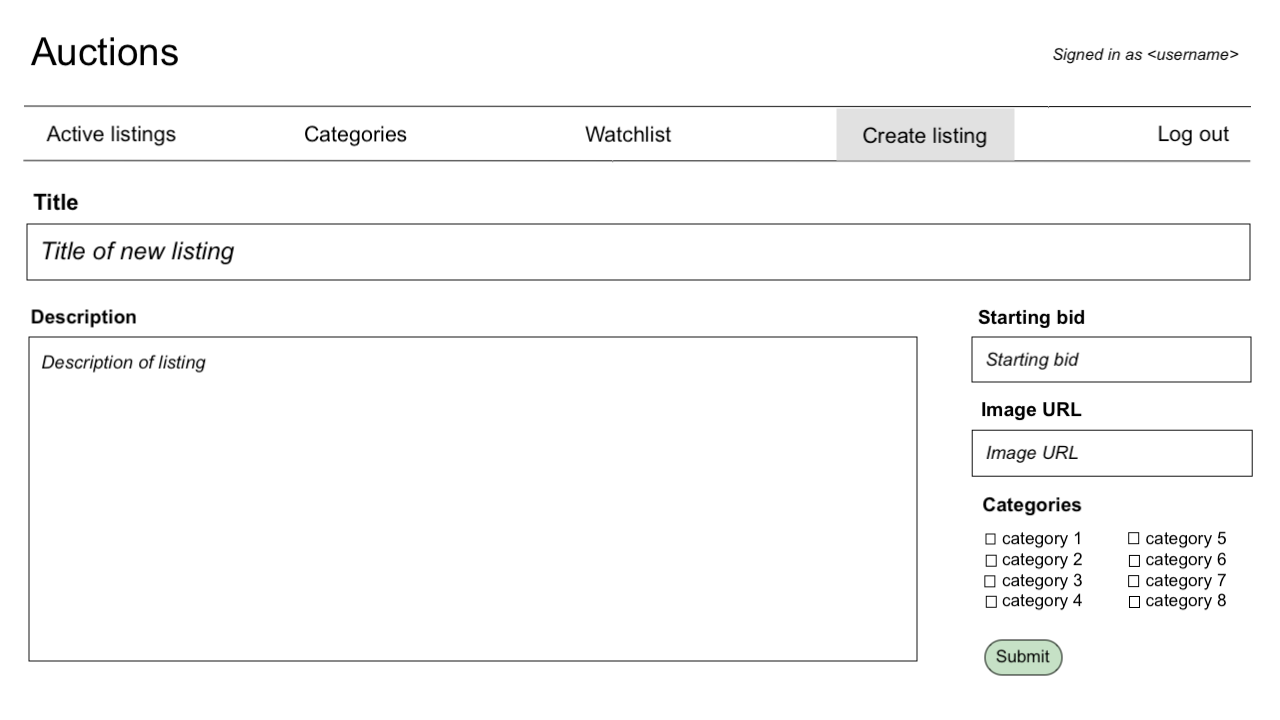 Auctions
Signed in as <username>
Active listings Categories Watchlist Create listing Log out
Title
Title of new listing
Description
Description of listing
Starting bid
Starting bid
Image URL
Image URL
Categories
category 1 category 5
category 2 category 6
category 3 category 7
category 4 category 8
Submit